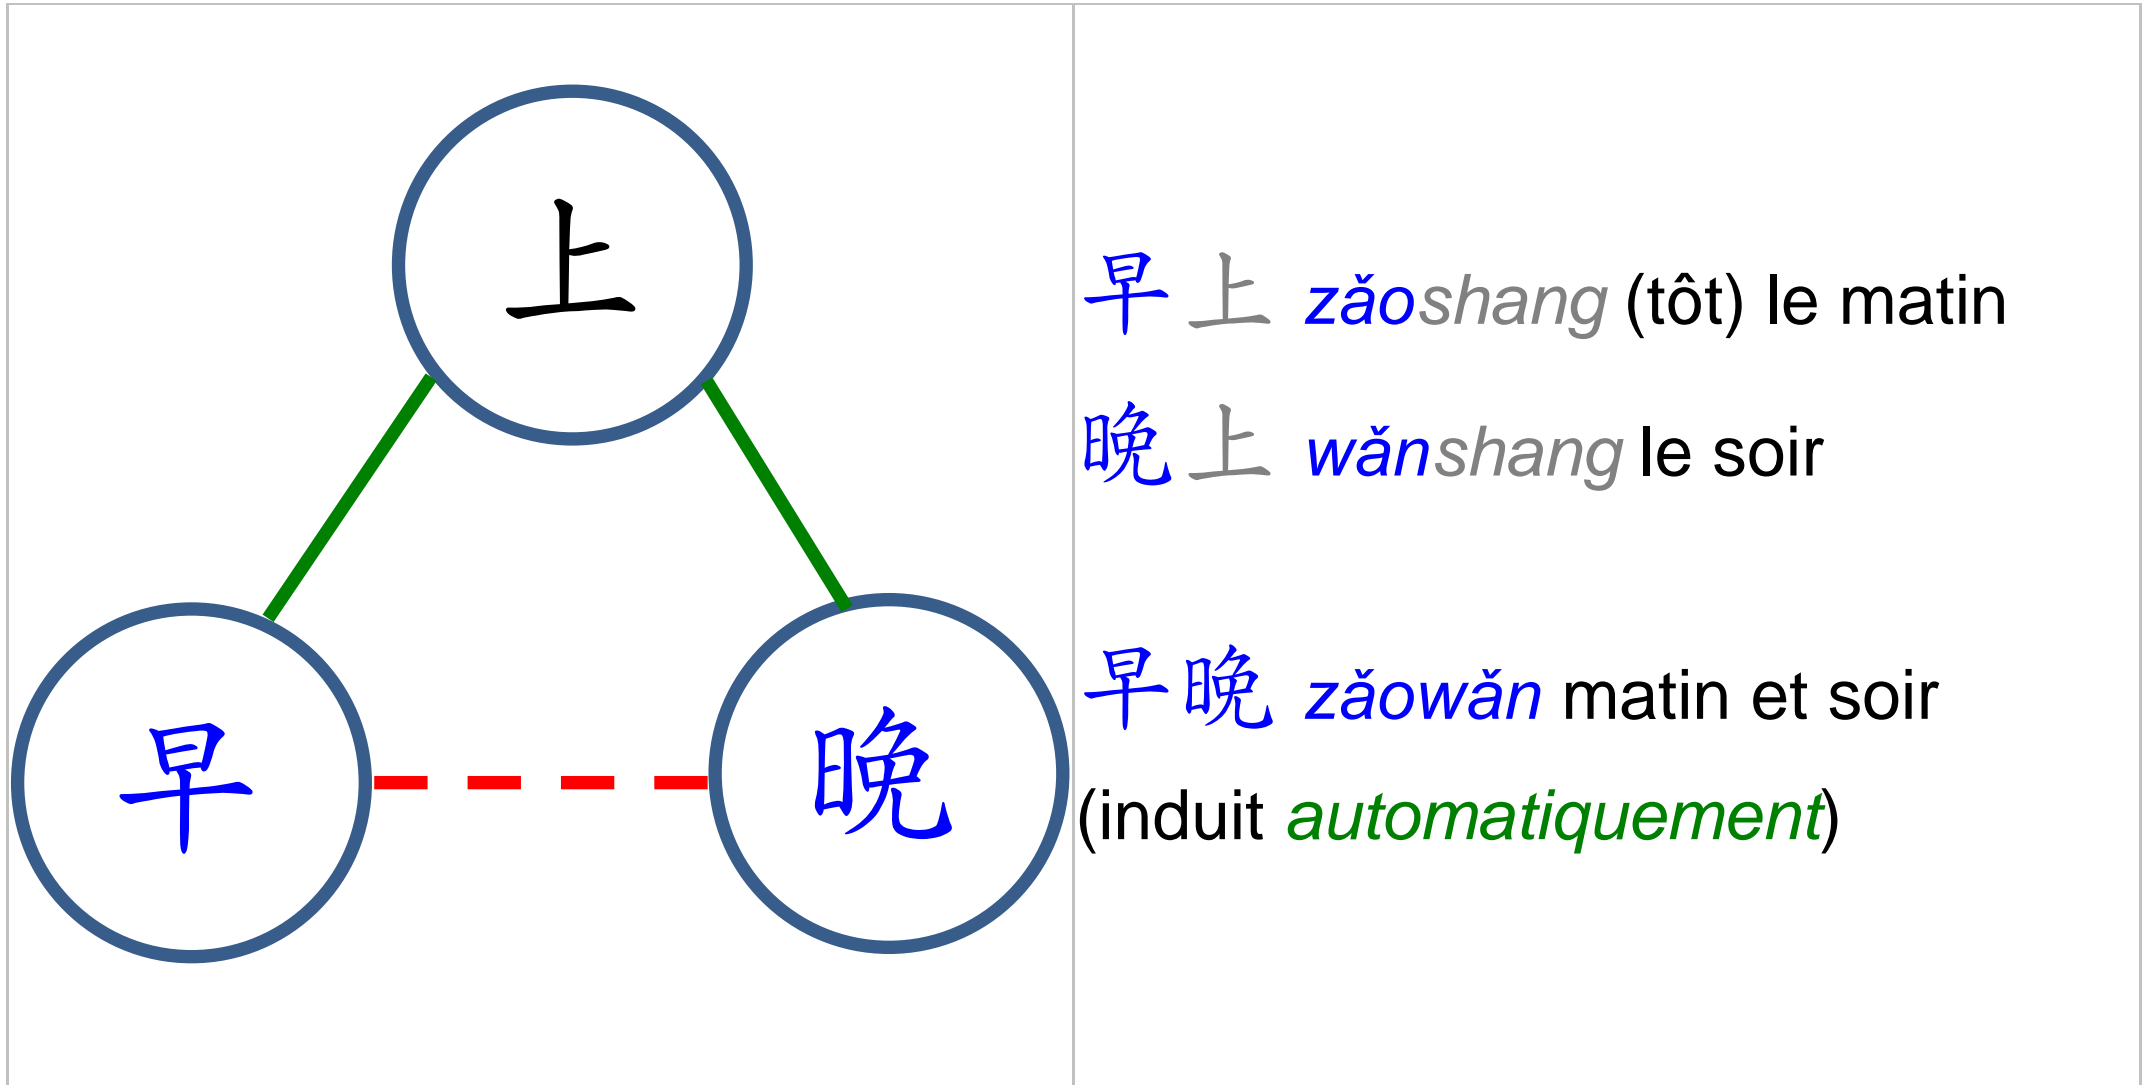 上
早
晚
早上 zǎoshang (tôt) le matin
晚上 wǎnshang le soir
早晚 zǎowǎn matin et soir
(induit automatiquement)